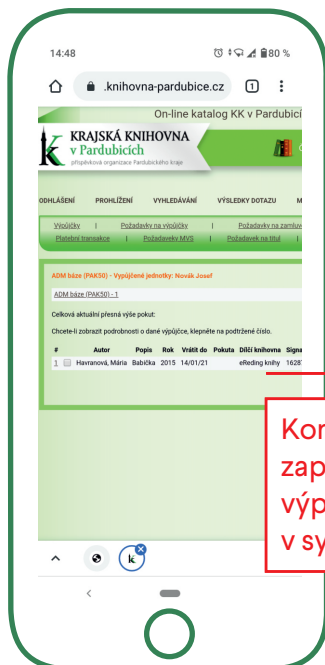 14:48
80 %
.knihovna-pardubice.cz
1
On-line katalog KK v Pardubicí
KRAJSKÁ KNIHOVNA
v Pardubicích
příspěvková organizace Pardubického kraje
ODHLÁŠENÍ PROHLÍŽENÍ VYHLEDÁVÁNÍ VÝSLEDKY DOTAZU M
Výpůjčky | Požadavky na výpůjčky | Požadavky na zamluv
Platební transakce | Požadavky MVS | Požadavek na titul |
ADM báze (PAK50) - Vypůjčené jednotky: Novák Josef
ADM báze (PAK50) - 1
Celková aktuální přesná výše pokut:
Chcete-li zobrazit podrobnosti o dané výpůjčce, klepněte na podtržené číslo.
# Autor Popis Rok Vrátit do Pokuta Dílčí knihovna Signa
1 Havranová, Mária Babička 2015 14/01/21 eReding knihy 1628
Kon
zap
výp
v sy